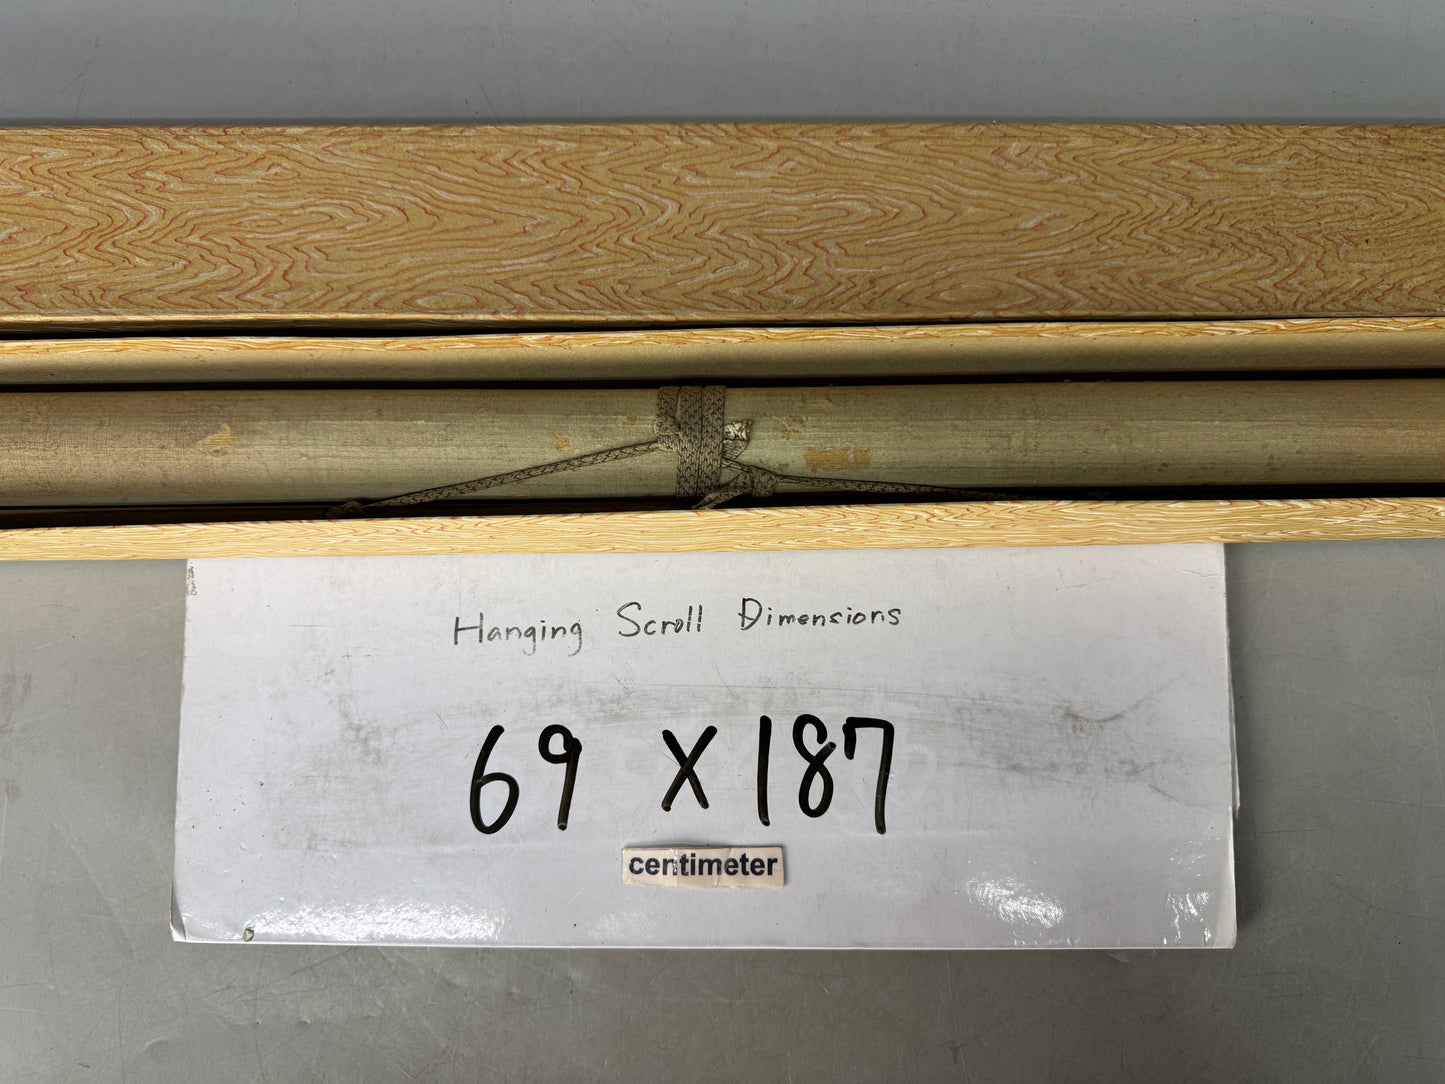 Hanging Scroll Dimensions
69 X 187
centimeter